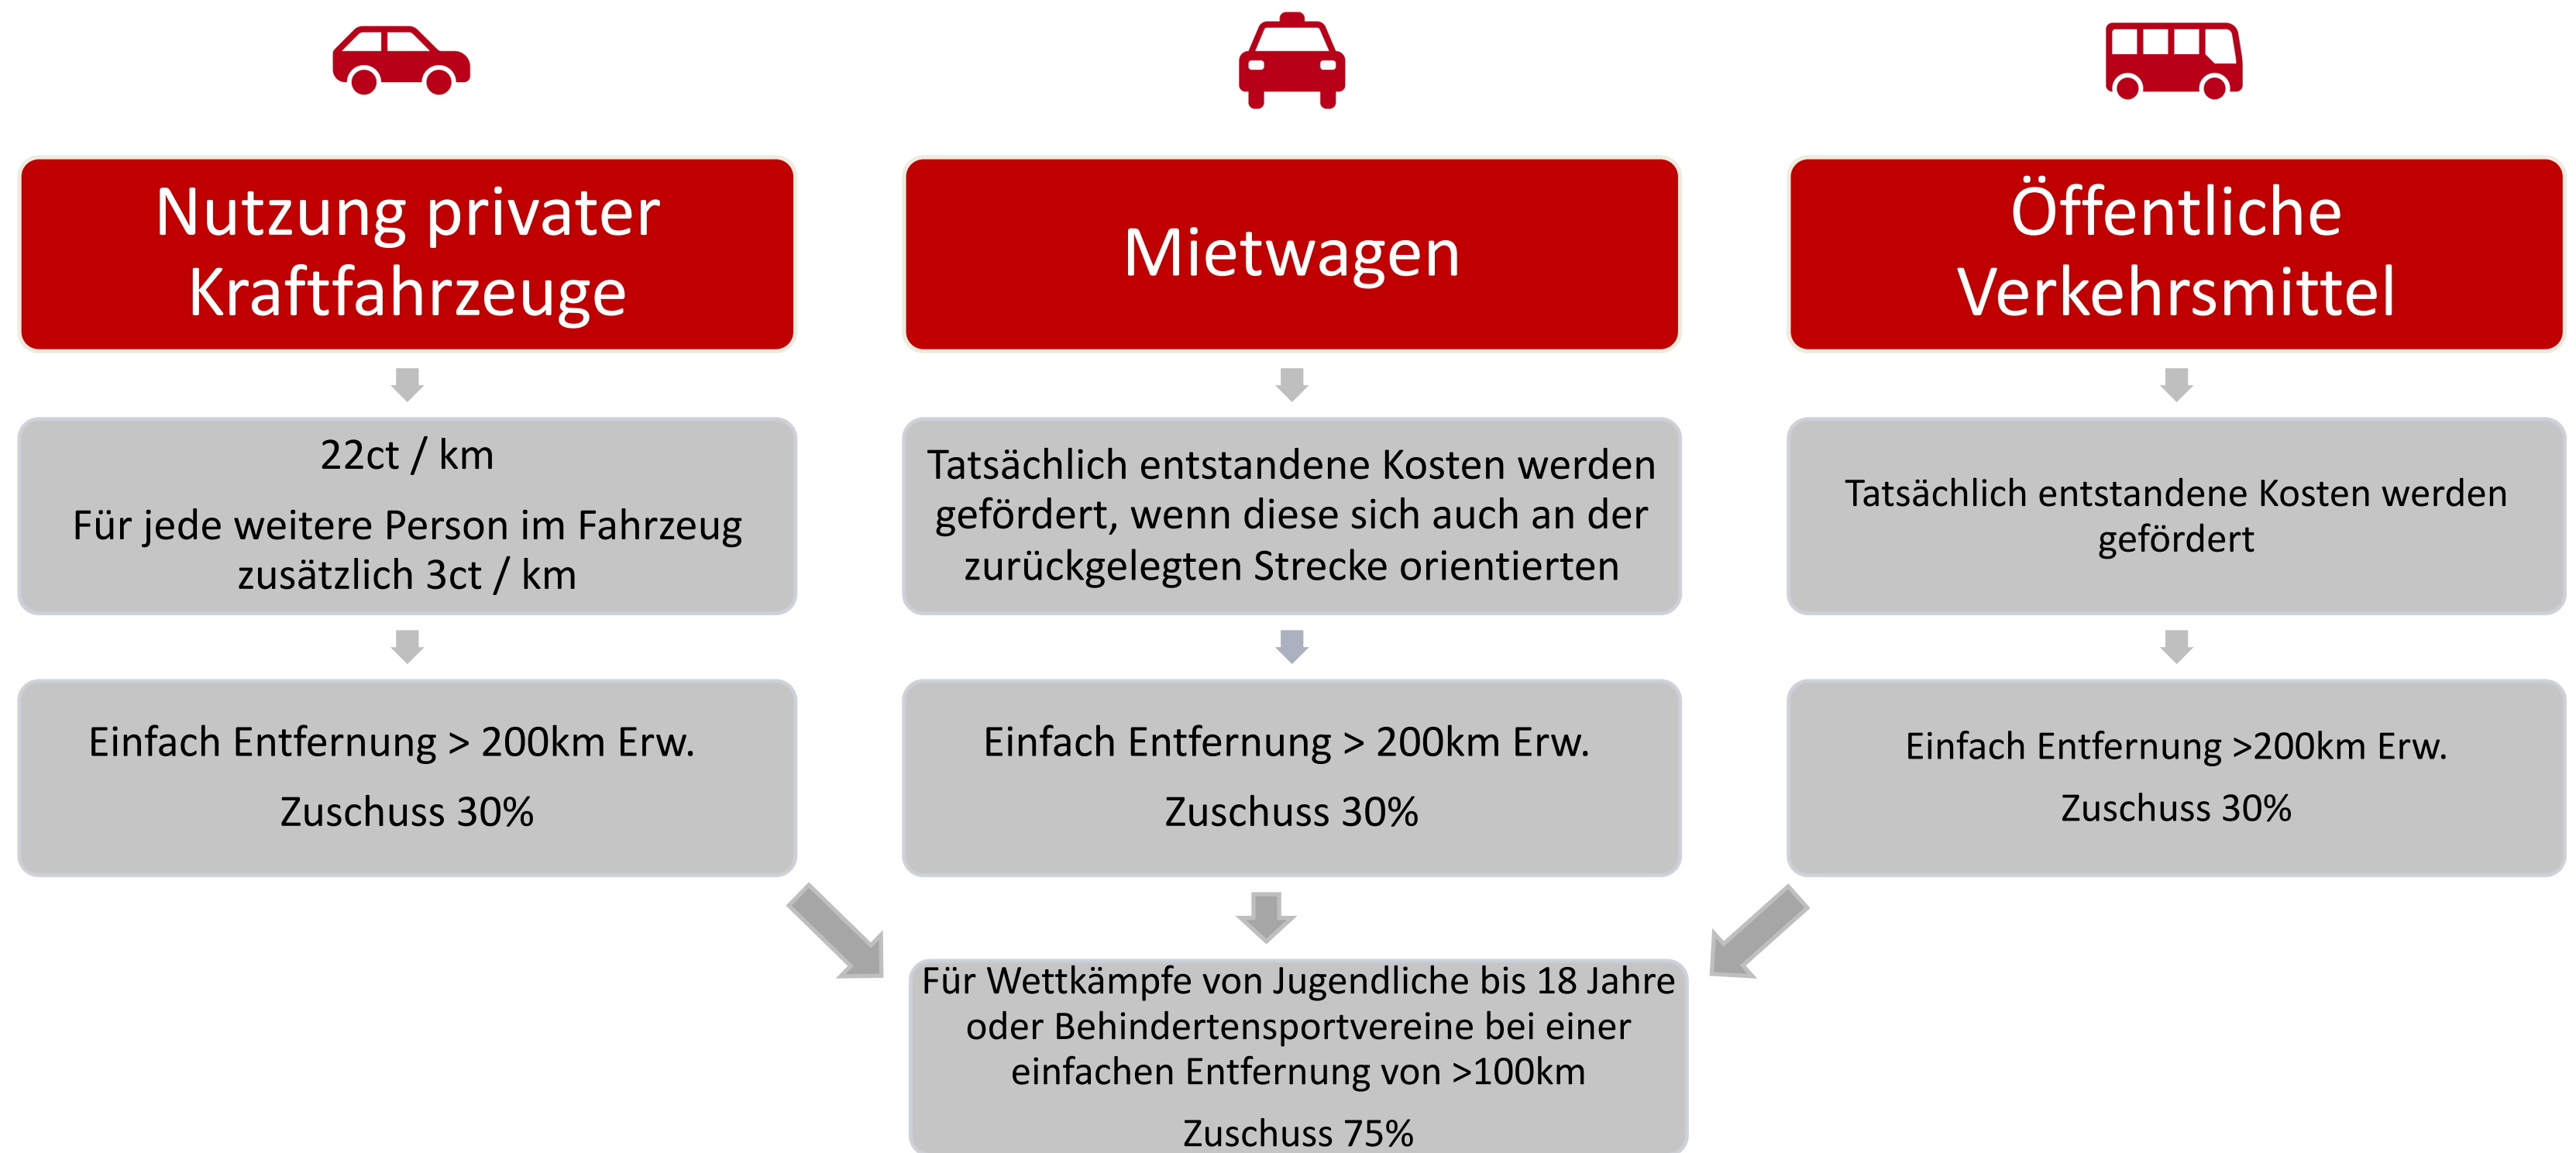 Nutzung privater
Kraftfahrzeuge
22ct / km
Für jede weitere Person im Fahrzeug
zusätzlich 3ct / km
Einfach Entfernung > 200km Erw.
Zuschuss 30%
Mietwagen
Tatsächlich entstandene Kosten werden
gefördert, wenn diese sich auch an der
zurückgelegten Strecke orientierten
Einfach Entfernung > 200km Erw.
Zuschuss 30%
Öffentliche
Verkehrsmittel
Tatsächlich entstandene Kosten werden
gefördert
Einfach Entfernung >200km Erw.
Zuschuss 30%
Für Wettkämpfe von Jugendliche bis 18 Jahre
oder Behindertensportvereine bei einer
einfachen Entfernung von >100km
Zuschuss 75%